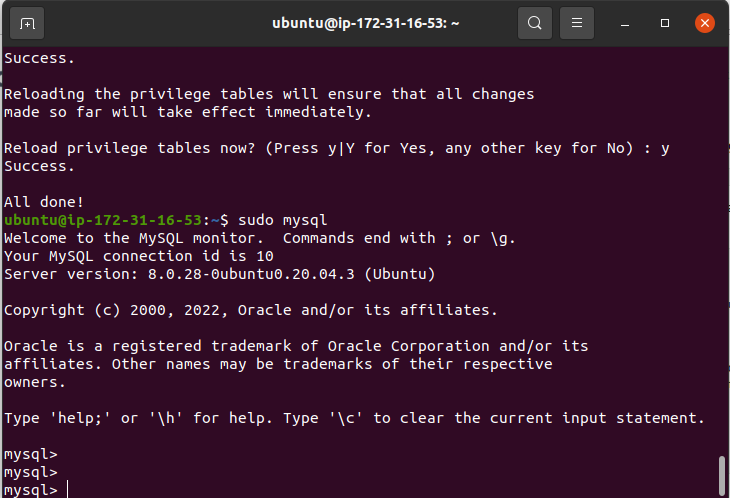 ubuntu@ip-172-31-16-53: ~
Success.
Reloading the privilege tables will ensure that all changes
made so far will take effect immediately.
Reload privilege tables now? (Press y|Y for Yes, any other key for No) : y
Success.
All done!
ubuntu@ip-172-31-16-53:~$ sudo mysql
Welcome to the MySQL monitor.  Commands end with ; or \g.
Your MySQL connection id is 10
Server version: 8.0.28-0ubuntu0.20.04.3 (Ubuntu)
Copyright (c) 2000, 2022, Oracle and/or its affiliates.
Oracle is a registered trademark of Oracle Corporation and/or its
affiliates. Other names may be trademarks of their respective
owners.
Type 'help;' or '\h' for help. Type '\c' to clear the current input statement.
mysql>
mysql>
mysql>